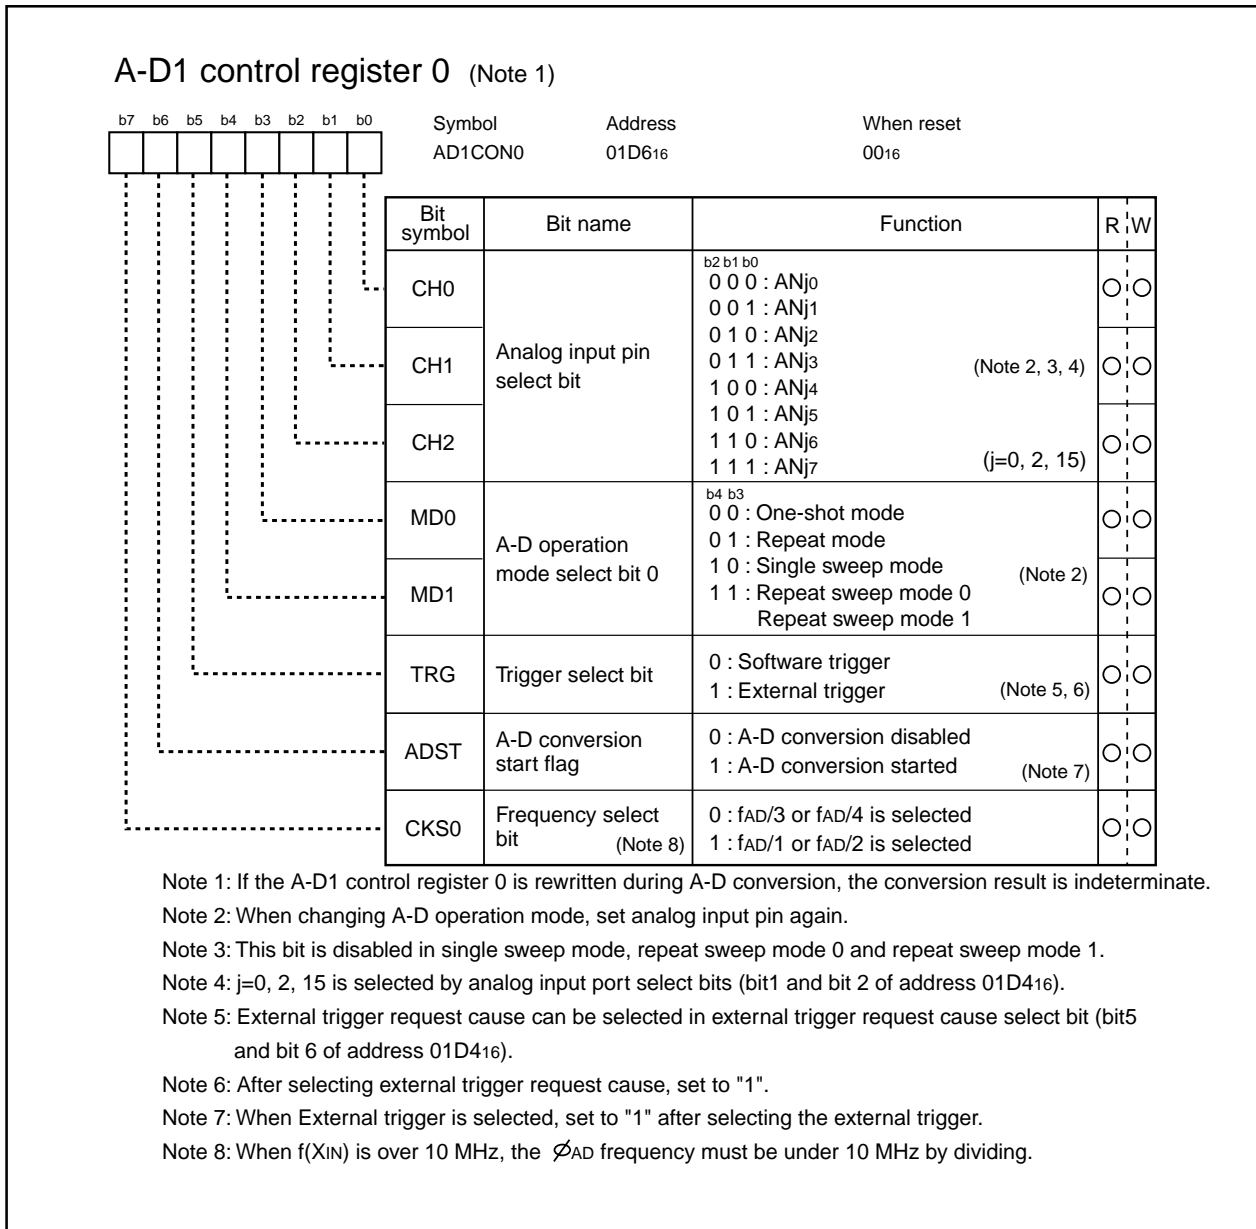 A-D1 control register 0 (Note 1)
b7 b6 b5 b4 b3 b2 b1 b0
Symbol Address When reset
AD1CON0 01D616 0016
Bit symbol Bit name Function R W
CH0
CH1
CH2
Analog input pin
select bit
b2 b1 b0
0 0 0 : ANj0
0 0 1 : ANj1
0 1 0 : ANj2
0 1 1 : ANj3
1 0 0 : ANj4
1 0 1 : ANj5
1 1 0 : ANj6
1 1 1 : ANj7
(Note 2, 3, 4)
(j=0, 2, 15)
MD0
MD1
A-D operation
mode select bit 0
b4 b3
0 0 : One-shot mode
0 1 : Repeat mode
1 0 : Single sweep mode
1 1 : Repeat sweep mode 0
Repeat sweep mode 1
(Note 2)
TRG
Trigger select bit
0 : Software trigger
1 : External trigger
(Note 5, 6)
ADST
A-D conversion
start flag
0 : A-D conversion disabled
1 : A-D conversion started
(Note 7)
CKS0
Frequency select
bit (Note 8)
0 : fAD/3 or fAD/4 is selected
1 : fAD/1 or fAD/2 is selected
Note 1: If the A-D1 control register 0 is rewritten during A-D conversion, the conversion result is indeterminate.
Note 2: When changing A-D operation mode, set analog input pin again.
Note 3: This bit is disabled in single sweep mode, repeat sweep mode 0 and repeat sweep mode 1.
Note 4: j=0, 2, 15 is selected by analog input port select bits (bit1 and bit 2 of address 01D416).
Note 5: External trigger request cause can be selected in external trigger request cause select bit (bit5
and bit 6 of address 01D416).
Note 6: After selecting external trigger request cause, set to "1".
Note 7: When External trigger is selected, set to "1" after selecting the external trigger.
Note 8: When f(XIN) is over 10 MHz, the ØAD frequency must be under 10 MHz by dividing.